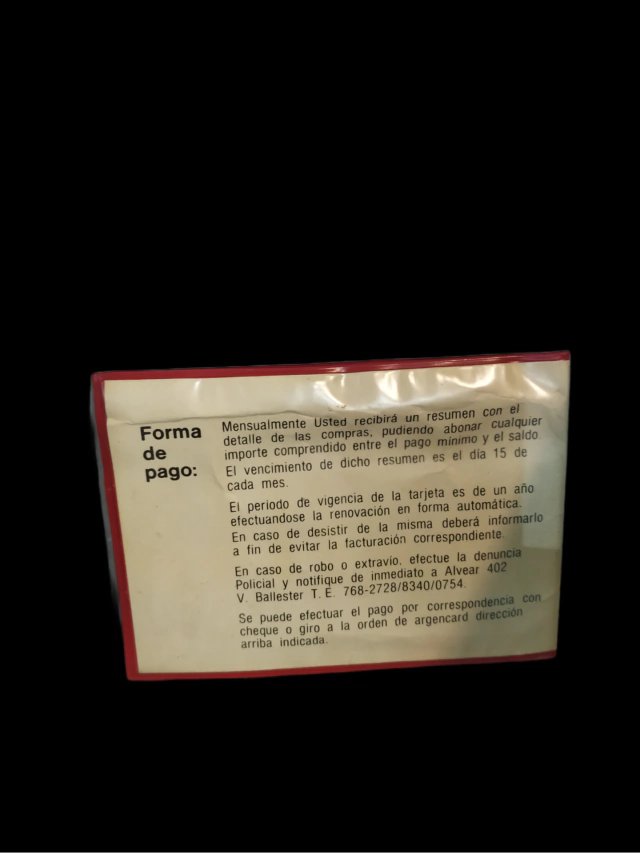 Forma
de
pago:
Mensualmente Usted recibirá un resumen con el
detalle de las compras, pudiendo abonar cualquier
importe comprendido entre el pago mínimo y el saldo
El vencimiento de dicho resumen es el día 15 de
cada mes.
El periodo de vigencia de la tarjeta es de un año
efectuandose la renovación en forma automática.
En caso de desistir de la misma deberá informarlo
a fin de evitar la facturación correspondiente.
En caso de robo o extravio, efectue la denuncia
Policial y notifique de inmediato a Alvear 402
V. Ballester T. E. 768-2728/8340/0754.
Se puede efectuar el pago por correspondencia con
cheque o giro a la orden de argencard dirección
arriba indicada.